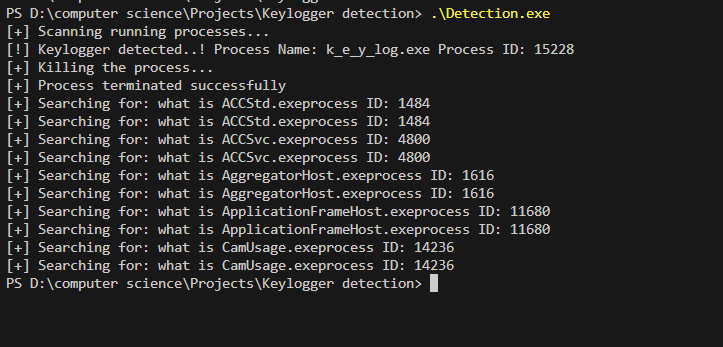 PS D:\computer science\Projects\Keylogger detection> .\Detection.exe
[+] Scanning running processes...
[!] Keylogger detected..! Process Name: k_e_y_log.exe Process ID: 15228
[+] Killing the process...
[+] Process terminated successfully
[+] Searching for: what is ACCStd.exeprocess ID: 1484
[+] Searching for: what is ACCStd.exeprocess ID: 1484
[+] Searching for: what is ACCSvc.exeprocess ID: 4800
[+] Searching for: what is ACCSvc.exeprocess ID: 4800
[+] Searching for: what is AggregatorHost.exeprocess ID: 1616
[+] Searching for: what is AggregatorHost.exeprocess ID: 1616
[+] Searching for: what is ApplicationFrameHost.exeprocess ID: 11680
[+] Searching for: what is ApplicationFrameHost.exeprocess ID: 11680
[+] Searching for: what is CamUsage.exeprocess ID: 14236
[+] Searching for: what is CamUsage.exeprocess ID: 14236
PS D:\computer science\Projects\Keylogger detection>